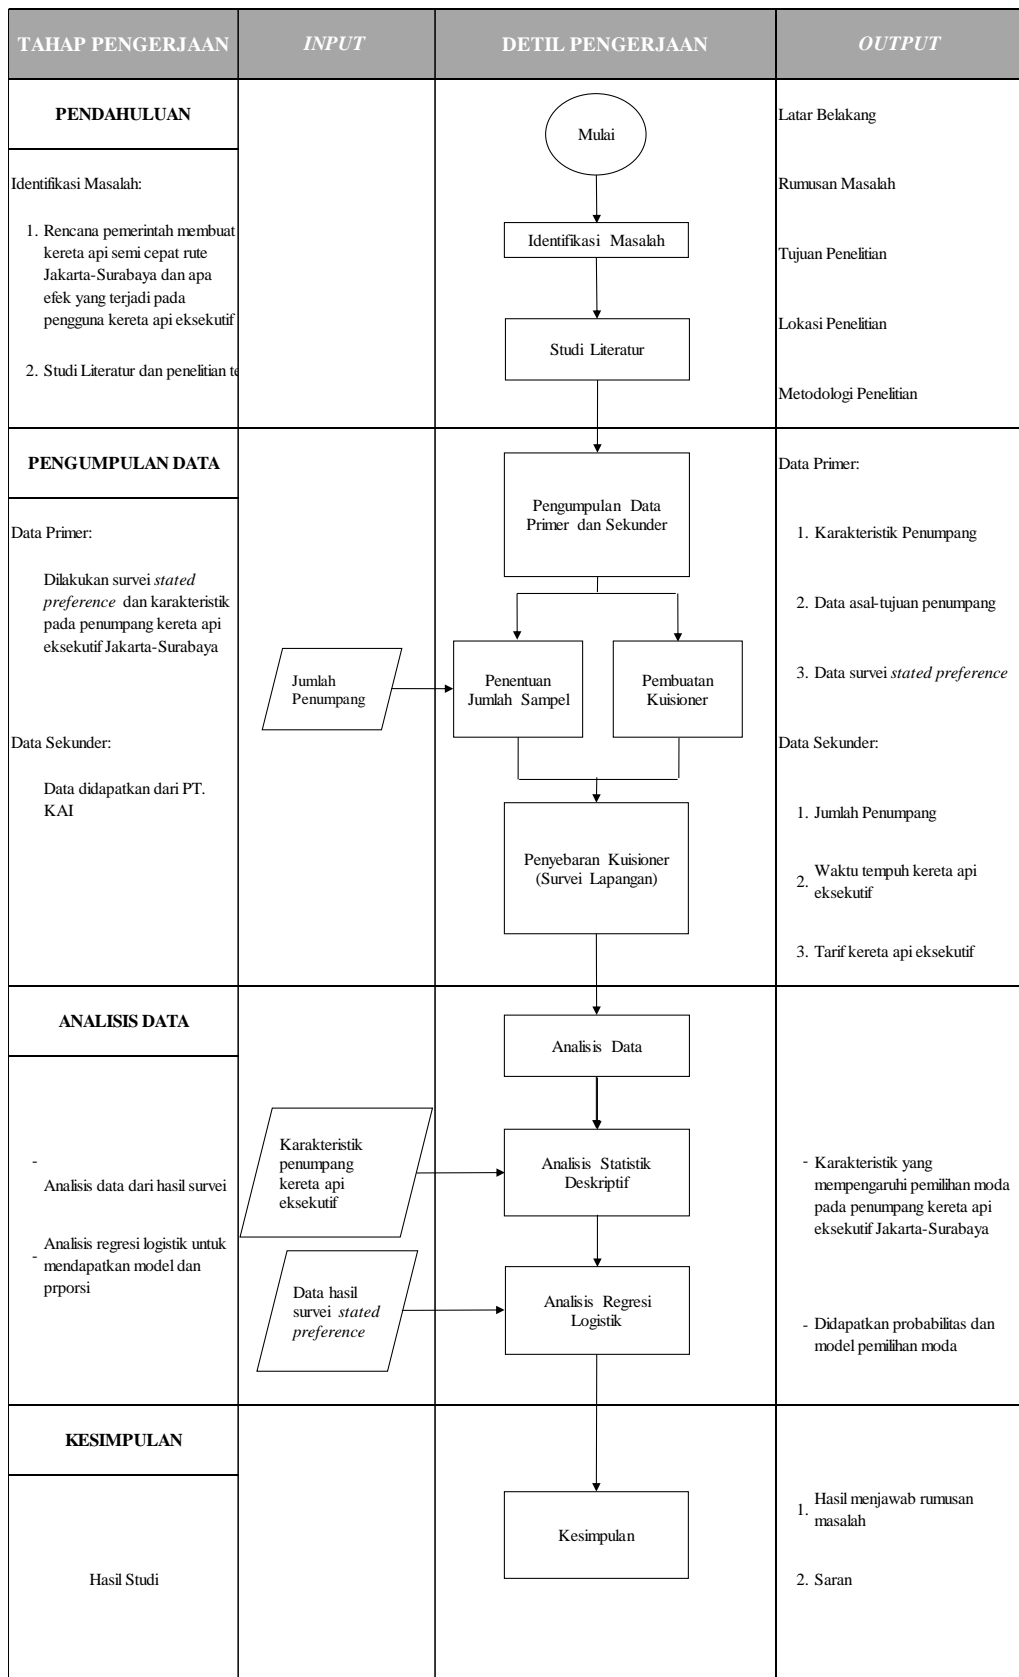 TAHAP PENGERJAAN
INPUT
DETIL PENGERJAAN
OUTPUT
PENDAHULUAN
Identifikasi Masalah:
1. Rencana pemerintah membuat
kereta api semi cepat rute
Jakarta-Surabaya dan apa
efek yang terjadi pada
pengguna kereta api eksekutif
2. Studi Literatur dan penelitian te
Mulai
Identifikasi Masalah
Studi Literatur
Latar Belakang
Rumusan Masalah
Tujuan Penelitian
Lokasi Penelitian
Metodologi Penelitian
PENGUMPULAN DATA
Data Primer:
Dilakukan survei stated
preference dan karakteristik
pada penumpang kereta api
eksekutif Jakarta-Surabaya
Data Sekunder:
Data didapatkan dari PT.
KAI
Jumlah
Penumpang
Pengumpulan Data
Primer dan Sekunder
Penentuan
Jumlah Sampel
Pembuatan
Kuisioner
Penyebaran Kuisioner
(Survei Lapangan)
Data Primer:
1. Karakteristik Penumpang
2. Data asal-tujuan penumpang
3. Data survei stated preference
Data Sekunder:
1. Jumlah Penumpang
2. Waktu tempuh kereta api
eksekutif
3. Tarif kereta api eksekutif
ANALISIS DATA
-
Analisis data dari hasil survei
- Analisis regresi logistik untuk
mendapatkan model dan
prporsi
Karakteristik
penumpang
kereta api
eksekutif
Data hasil
survei stated
preference
Analisis Data
Analisis Statistik
Deskriptif
Analisis Regresi
Logistik
- Karakteristik yang
mempengaruhi pemilihan moda
pada penumpang kereta api
eksekutif Jakarta-Surabaya
- Didapatkan probabilitas dan
model pemilihan moda
KESIMPULAN
Hasil Studi
Kesimpulan
1. Hasil menjawab rumusan
masalah
2. Saran